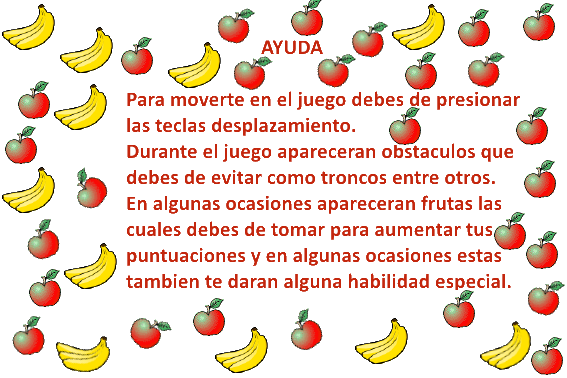 AYUDA
Para moverte en el juego debes de presionar
las teclas desplazamiento.
Durante el juego apareceran obstaculos que
debes de evitar como troncos entre otros.
En algunas ocasiones apareceran frutas las
cuales debes de tomar para aumentar tus
puntuaciones y en algunas ocasiones estas
tambien te daran alguna habilidad especial.